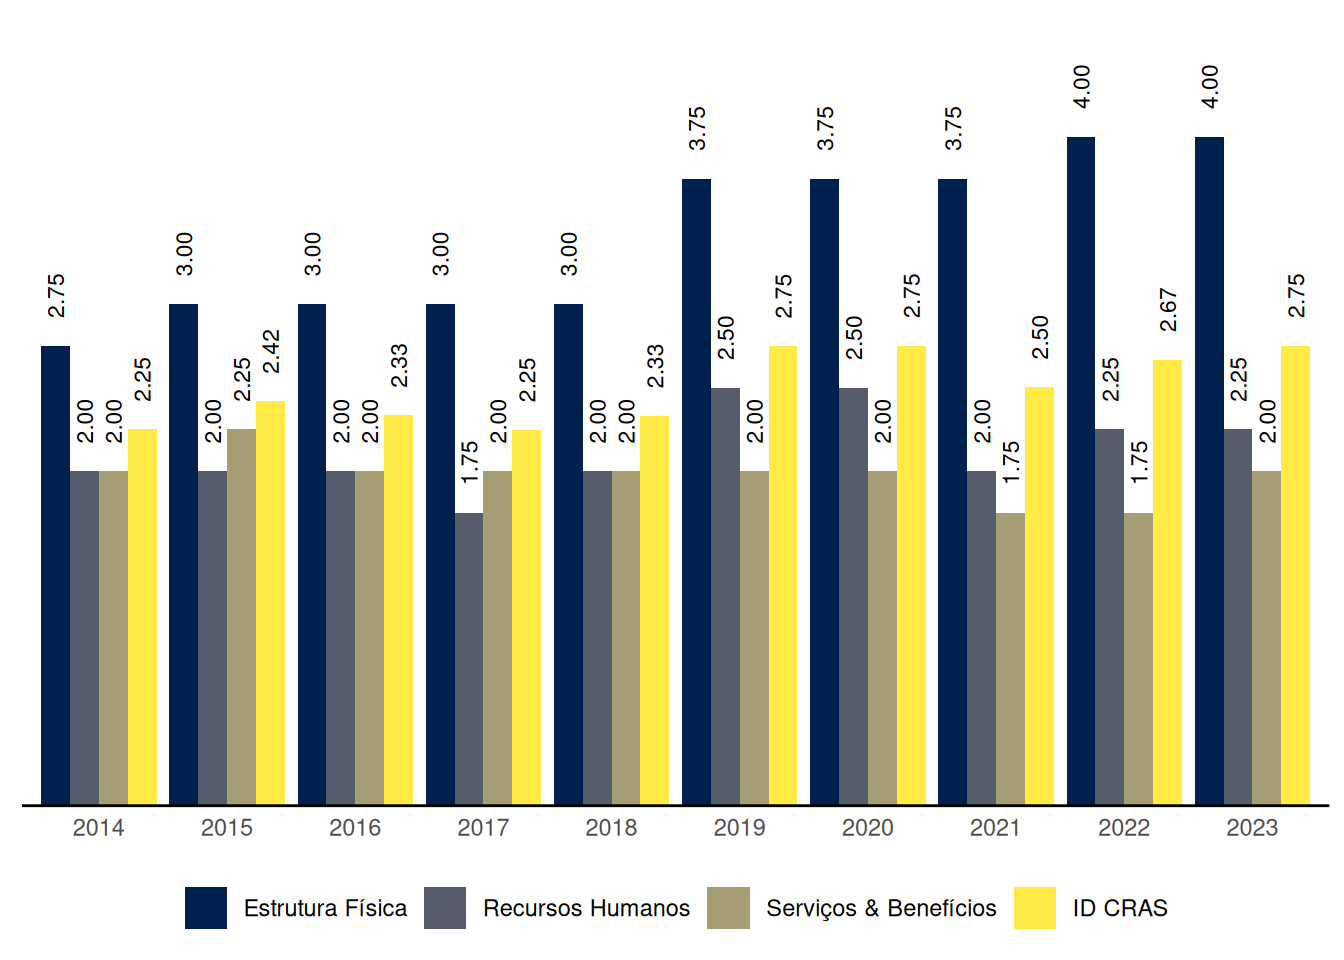 4.00 4.00
3.75 3.75 3.75
3.00 3.00 3.00 3.00
2.75 2.75 2.75 2.75
2.67
2.50 2.50 2.50
2.42
2.33 2.33
2.25 2.25 2.25 2.25 2.25
2.00 2.00 2.00 2.00 2.00 2.00 2.00 2.00 2.00 2.00 2.00 2.00
1.75 1.75 1.75
2014 2015 2016 2017 2018 2019 2020 2021 2022 2023
Estrutura Física Recursos Humanos Serviços & Benefícios ID CRAS